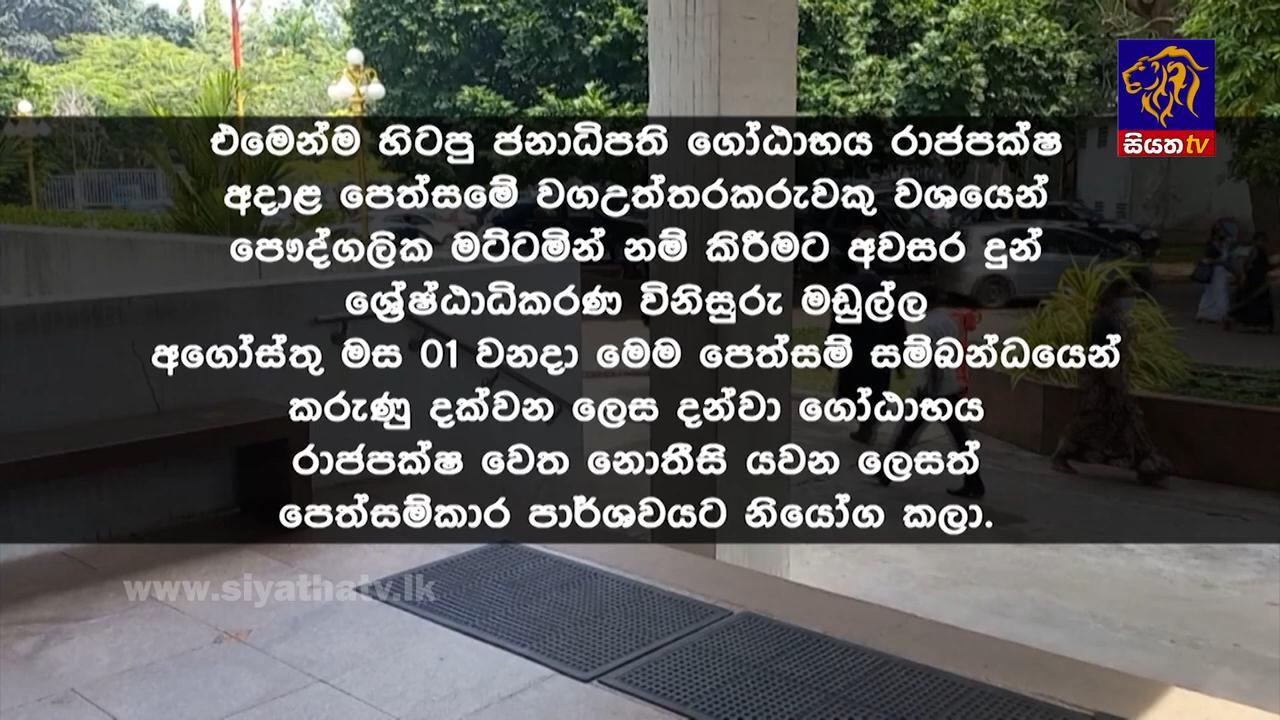 සියත tv
එමෙන්ම හිටපු ජනාධිපති ගෝඨාභය රාජපක්ෂ
අදාළ පෙත්සමේ වගඋත්තරකරුවකු වශයෙන්
පෞද්ගලික මට්ටමින් නම් කිරීමට අවසර දුන්
ශ්‍රේෂ්ඨාධිකරණ විනිසුරු මඩුල්ල
අගෝස්තු මස 01 වනදා මෙම පෙත්සම් සම්බන්ධයෙන්
කරුණු දක්වන ලෙස දන්වා ගෝඨාභය
රාජපක්ෂ වෙත නොතීසි යවන ලෙසත්
පෙත්සම්කාර පාර්ශවයට නියෝග කලා.
www.siyathatv.lk